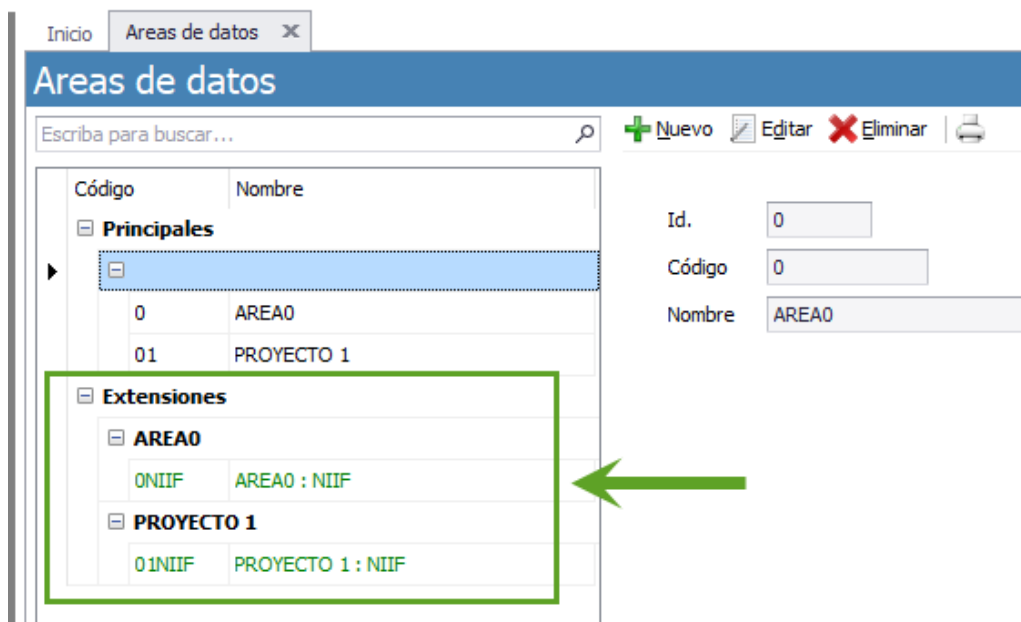 Inicio Areas de datos
Areas de datos
Escriba para buscar...
Nuevo Editar Eliminar
Código Nombre
Principales
0 AREA0
01 PROYECTO 1
Extensiones
AREA0
0NIIF AREA0 : NIIF
PROYECTO 1
01NIIF PROYECTO 1 : NIIF
Id. 0
Código 0
Nombre AREA0